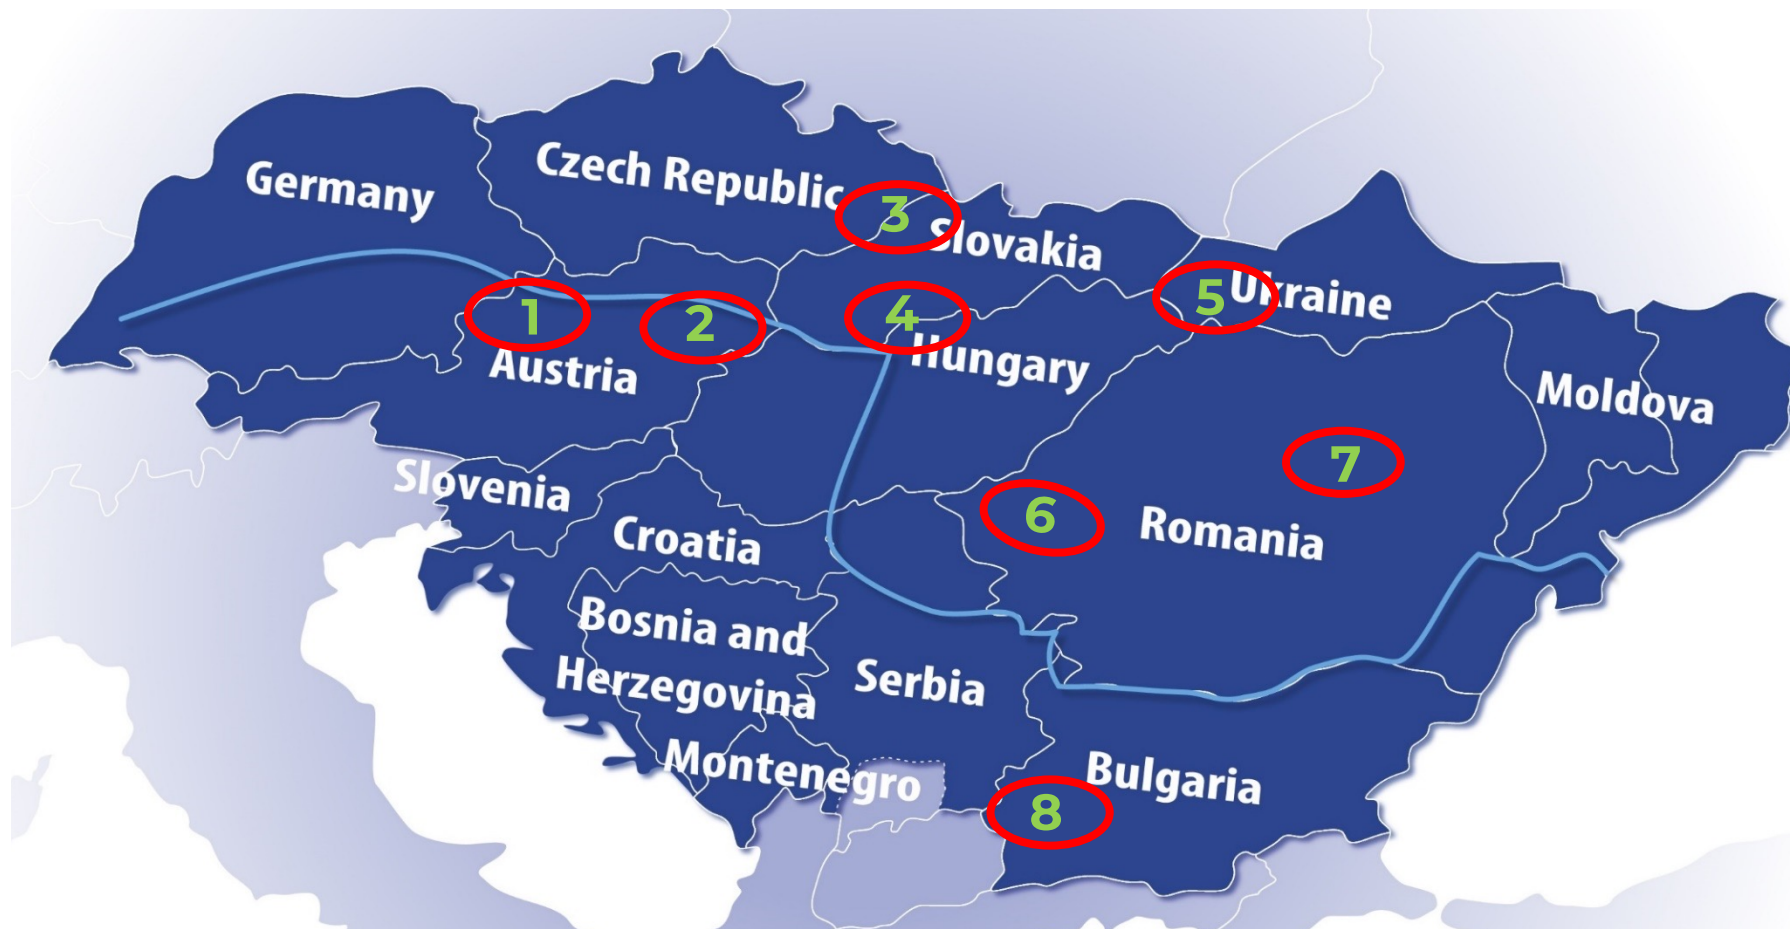 Germany
Czech Republic
3
Slovakia
1
2
4
5
Ukraine
Austria
Hungary
Moldova
Slovenia
Croatia
6
7
Romania
Bosnia and
Herzegovina
Serbia
Montenegro
8
Bulgaria